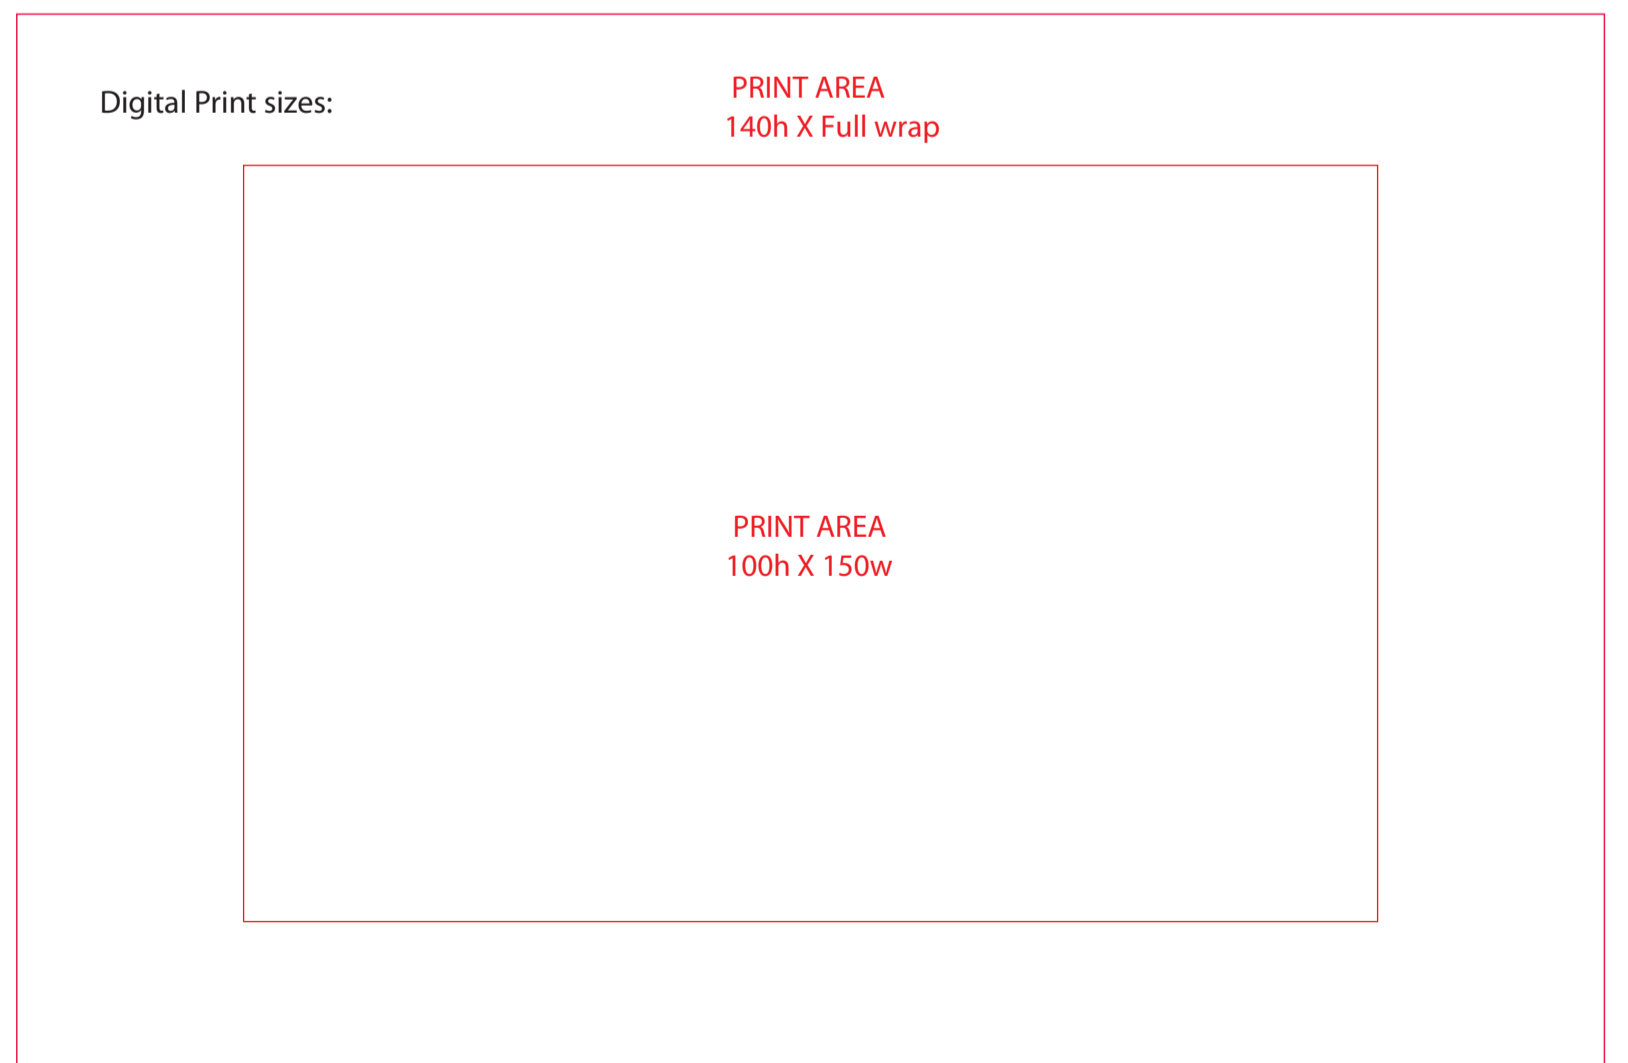 Digital Print sizes:
PRINT AREA
140h X Full wrap
PRINT AREA
100h X 150w